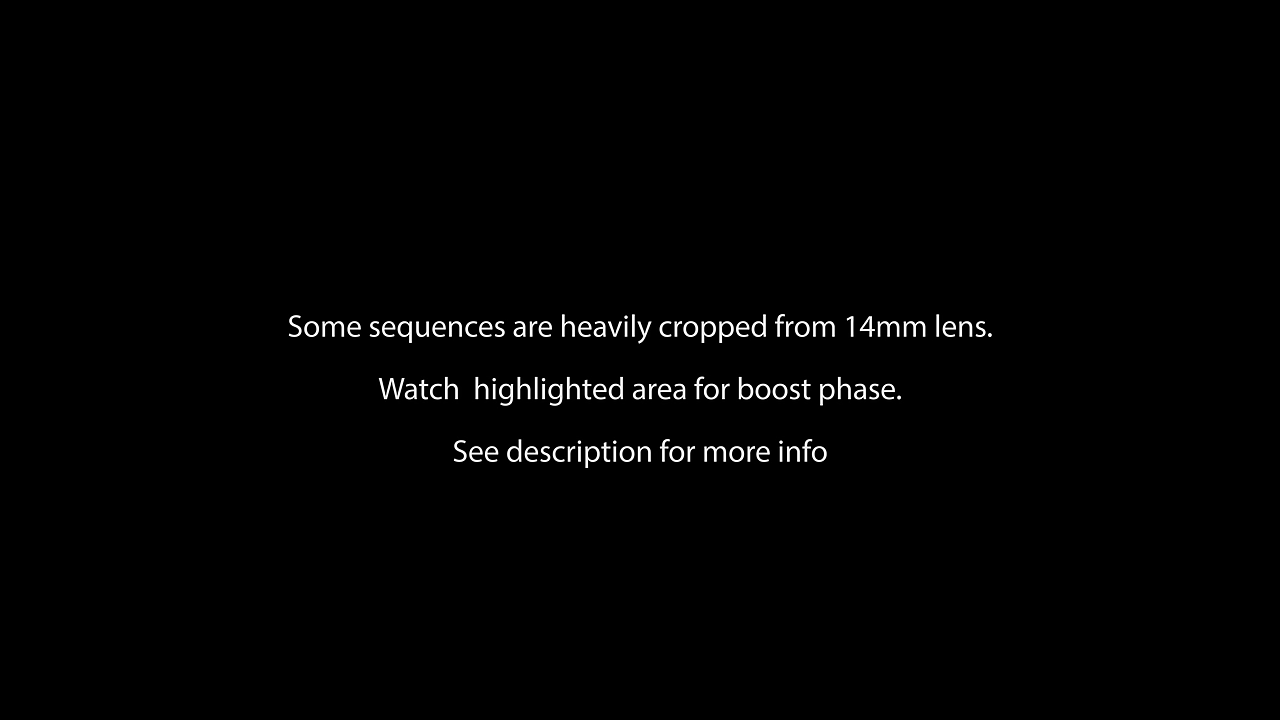 Some sequences are heavily cropped from 14mm lens.
Watch  highlighted area for boost phase.
See description for more info